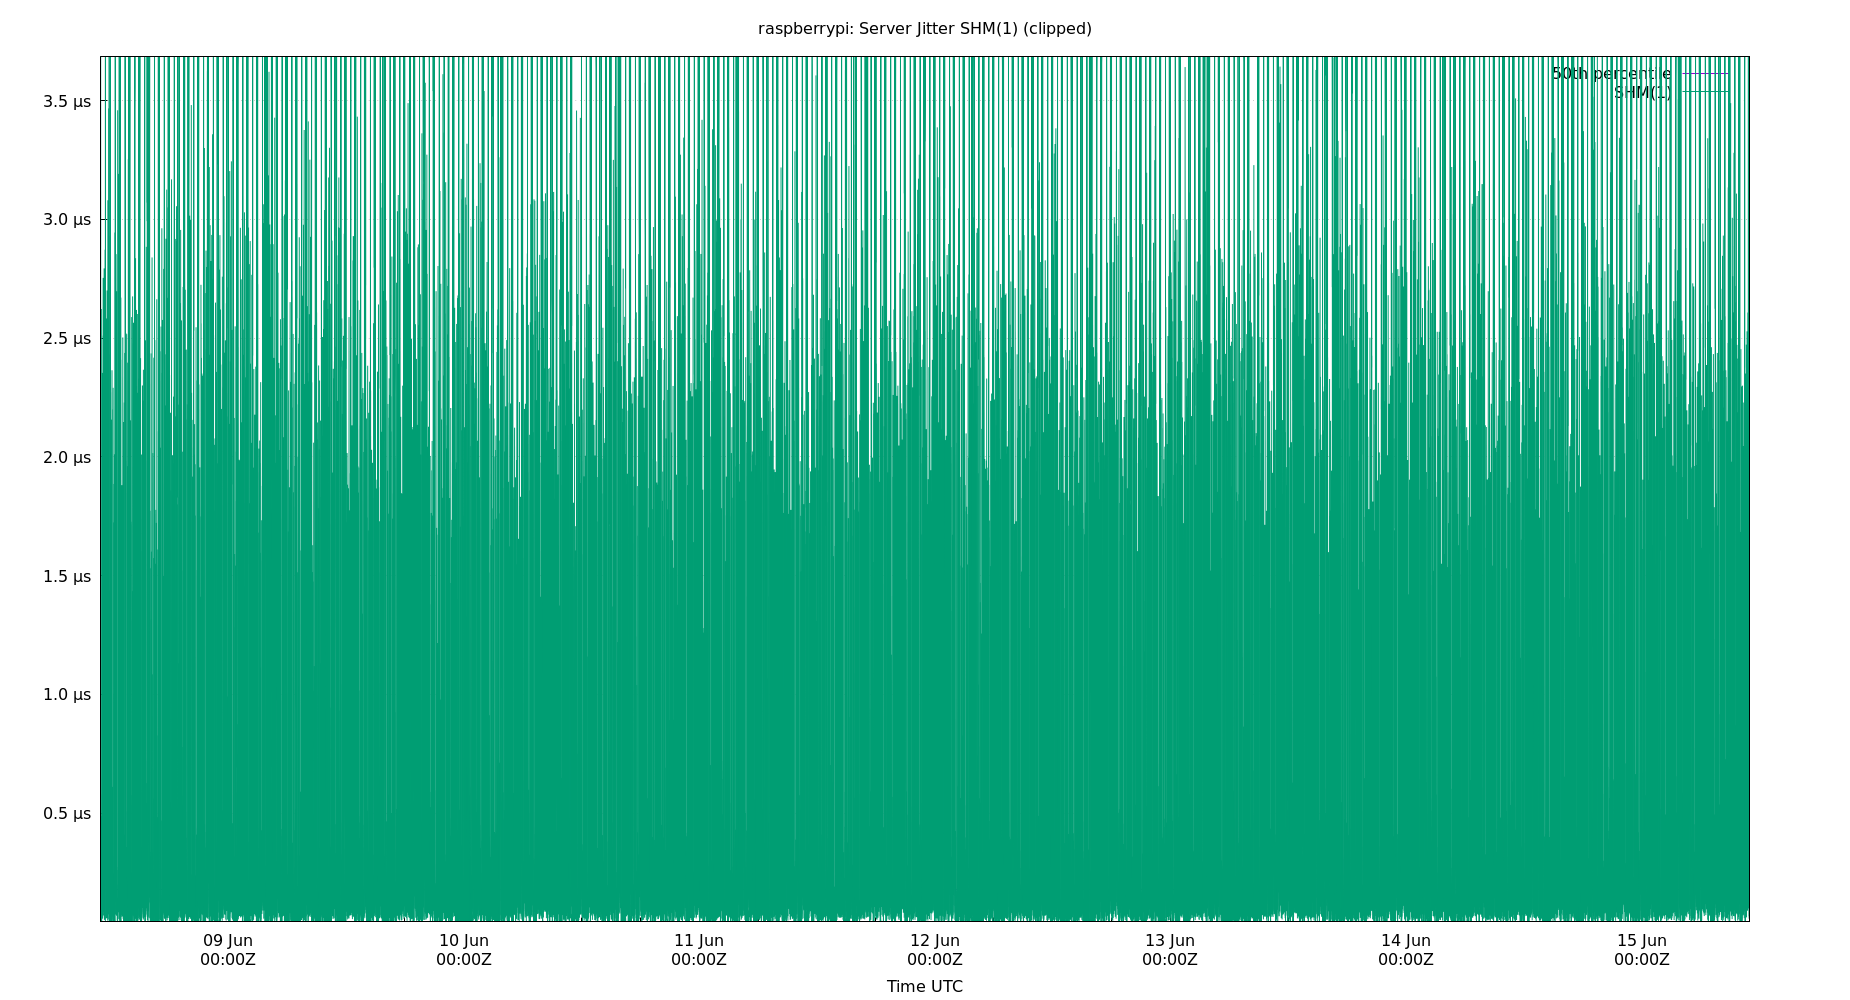 raspberrypi: Server Jitter SHM(1) (clipped)
50th percentile
SHM(1)
3.5 µs
3.0 µs
2.5 µs
2.0 µs
1.5 µs
1.0 µs
0.5 µs
09 Jun 10 Jun 11 Jun 12 Jun 13 Jun 14 Jun 15 Jun
00:00Z 00:00Z 00:00Z 00:00Z 00:00Z 00:00Z 00:00Z
Time UTC